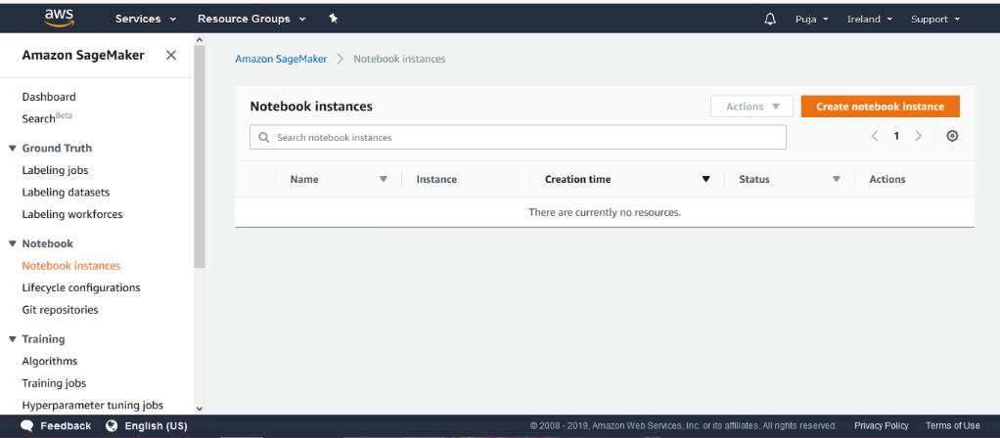 aws Services Resource Groups Puja Ireland Support
Amazon SageMaker
Dashboard
SearchBeta
Ground Truth
Labeling jobs
Labeling datasets
Labeling workforces
Notebook
Notebook instances
Lifecycle configurations
Git repositories
Training
Algorithms
Training jobs
Hyperparameter tuning jobs
Amazon SageMaker > Notebook instances
Notebook instances Actions Create notebook instance
Search notebook instances < 1 >
Name Instance Creation time Status Actions
There are currently no resources.
Feedback English (US) © 2008 - 2019, Amazon Web Services, Inc. or its affiliates. All rights reserved. Privacy Policy Terms of Use